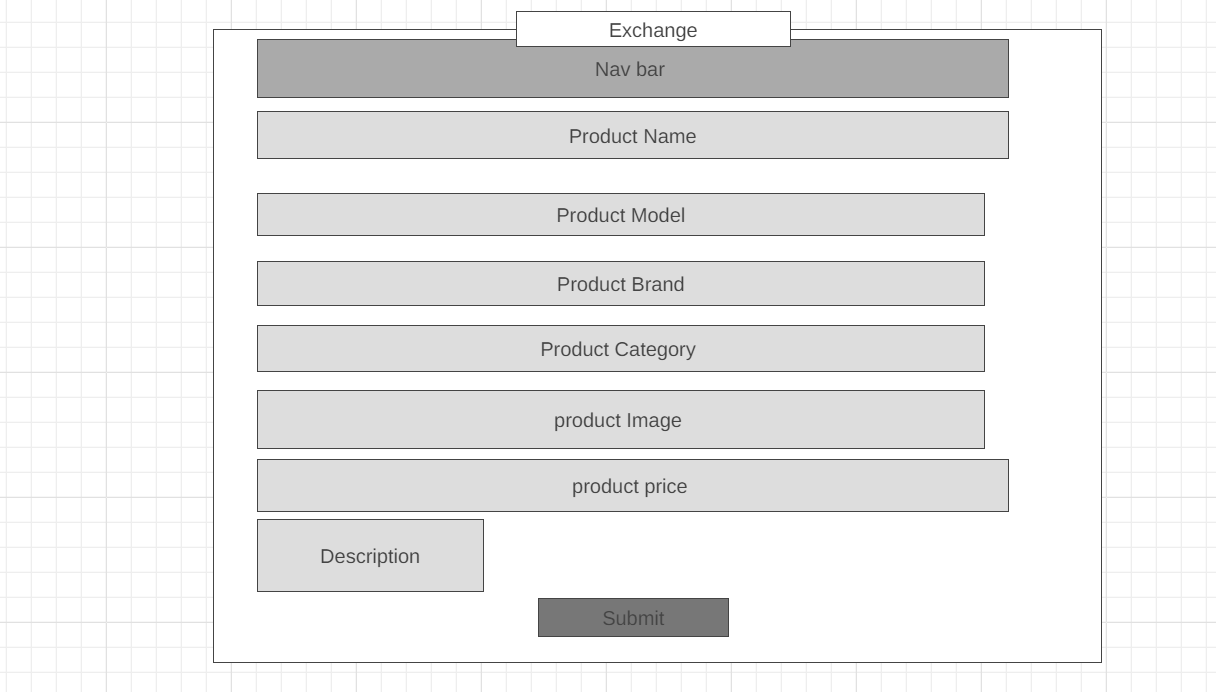 Exchange
Nav bar
Product Name
Product Model
Product Brand
Product Category
product Image
product price
Description
Submit